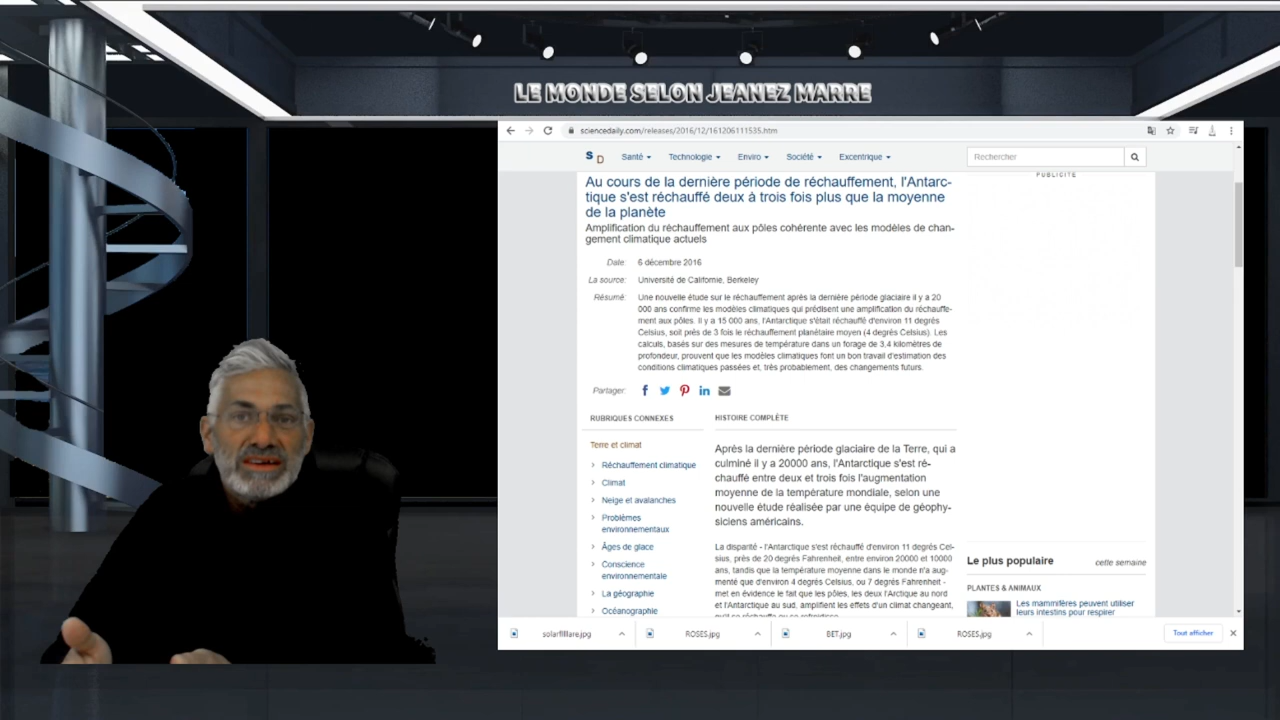 LE MONDE SELON JEANEZ MARRE
sciencedaily.com/releases/2016/12/161206111535.htm
S D
Santé
Technologie
Enviro
Société
Excentrique
Rechercher
PUBLICITÉ
Au cours de la dernière période de réchauffement, l'Antarc-
tique s'est réchauffé deux à trois fois plus que la moyenne
de la planète
Amplification du réchauffement aux pôles cohérente avec les modèles de chan-
gement climatique actuels
Date: 6 décembre 2016
La source: Université de Californie, Berkeley
Résumé: Une nouvelle étude sur le réchauffement après la dernière période glaciaire il y a 20
000 ans confirme les modèles climatiques qui prédisent une amplification du réchauffe-
ment aux pôles. Il y a 15 000 ans, l'Antarctique s'était réchauffé d'environ 11 degrés
Celsius, soit près de 3 fois le réchauffement planétaire moyen (4 degrés Celsius). Les
calculs, basés sur des mesures de température dans un forage de 3,4 kilomètres de
profondeur, prouvent que les modèles climatiques font un bon travail d'estimation des
conditions climatiques passées et, très probablement, des changements futurs.
Partager:
RUBRIQUES CONNEXES
Terre et climat
Réchauffement climatique
Climat
Neige et avalanches
Problèmes
environnementaux
Âges de glace
Conscience
environnementale
La géographie
Océanographie
HISTOIRE COMPLÈTE
Après la dernière période glaciaire de la Terre, qui a
culminé il y a 20000 ans, l'Antarctique s'est ré-
chauffé entre deux et trois fois l'augmentation
moyenne de la température mondiale, selon une
nouvelle étude réalisée par une équipe de géophy-
siciens américains.
La disparité - l'Antarctique s'est réchauffé d'environ 11 degrés Cel-
sius, près de 20 degrés Fahrenheit, entre environ 20000 et 10000
ans, tandis que la température moyenne dans le monde n'a aug-
menté que d'environ 4 degrés Celsius, ou 7 degrés Fahrenheit -
met en évidence le fait que les pôles, les deux l'Arctique au nord
et l'Antarctique au sud, amplifient les effets d'un climat changeant,
qu'il se réchauffe ou se refroidisse.
Le plus populaire
cette semaine
PLANTES & ANIMAUX
Les mammifères peuvent utiliser
leurs intestins pour respirer
solarfllllare.jpg
ROSES.jpg
BET.jpg
ROSES.jpg
Tout afficher